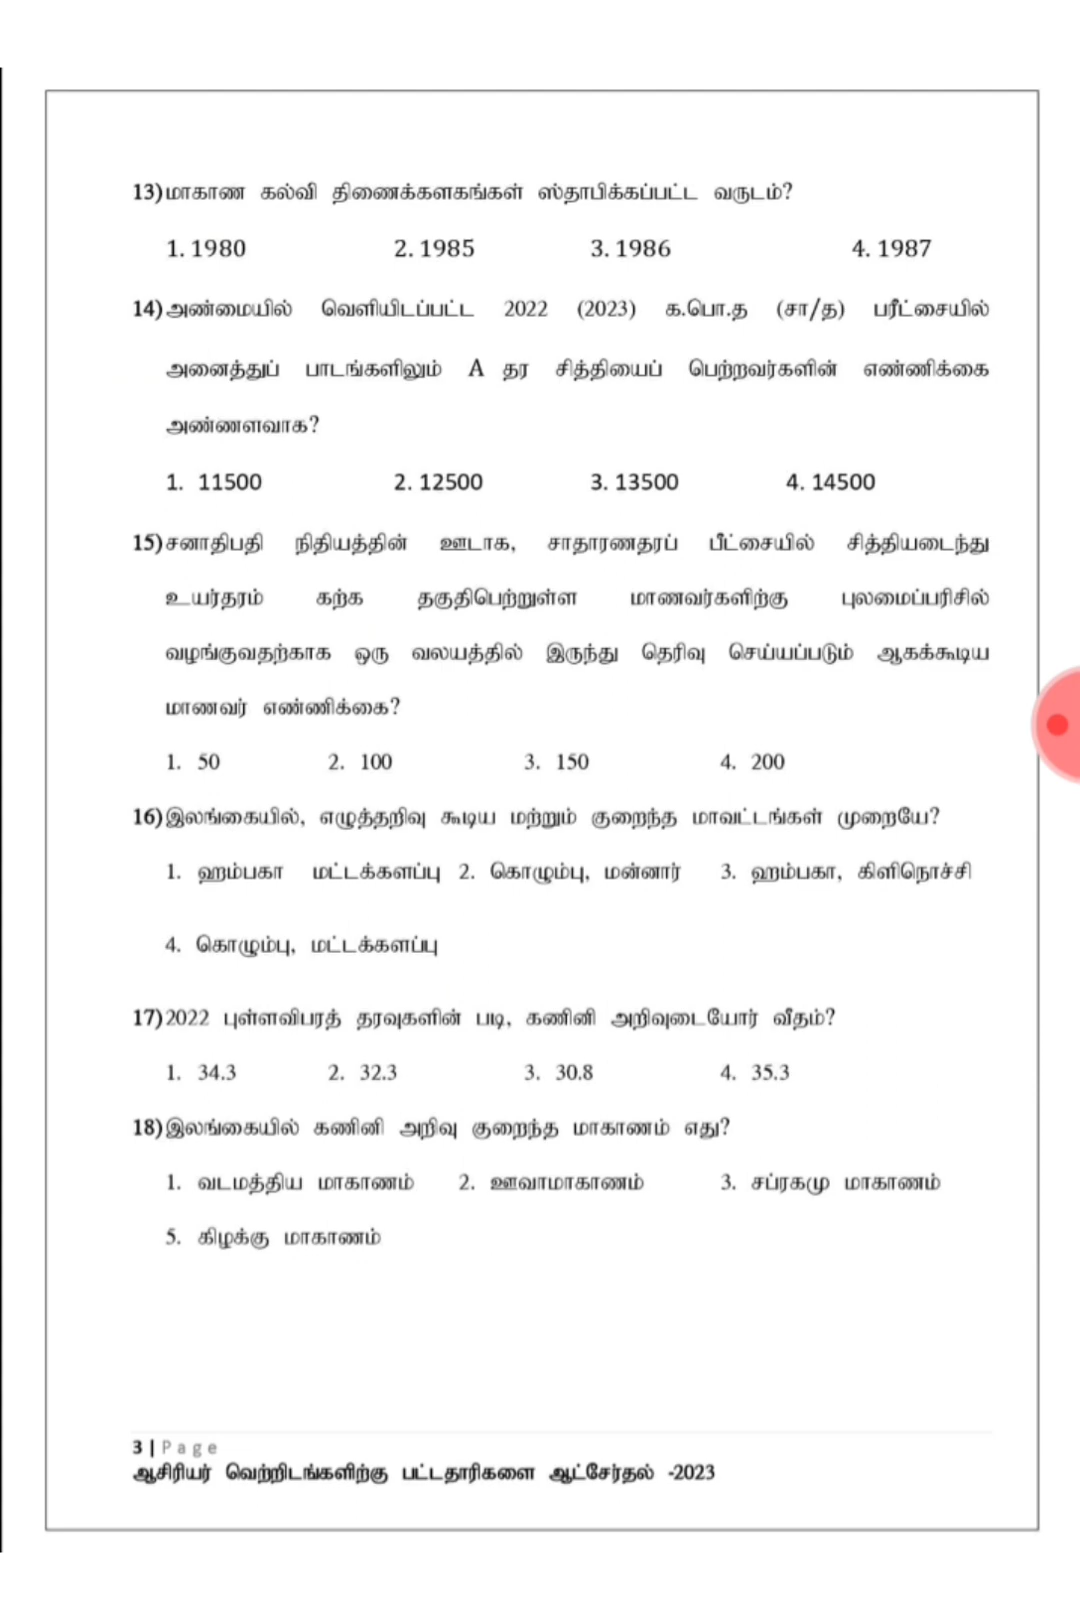 13)மாகாண கல்வி திணைக்களகங்கள் ஸ்தாபிக்கப்பட்ட வருடம்?
1. 1980 2. 1985 3. 1986 4. 1987
14)அண்மையில் வெளியிடப்பட்ட 2022 (2023) க.பொ.த (சா/த) பரீட்சையில்
அனைத்துப் பாடங்களிலும் A தர சித்தியைப் பெற்றவர்களின் எண்ணிக்கை
அண்ணளவாக?
1. 11500 2. 12500 3. 13500 4. 14500
15)சனாதிபதி நிதியத்தின் ஊடாக, சாதாரணதரப் பீட்சையில் சித்தியடைந்து
உயர்தரம் கற்க தகுதிபெற்றுள்ள மாணவர்களிற்கு புலமைப்பரிசில்
வழங்குவதற்காக ஒரு வலயத்தில் இருந்து தெரிவு செய்யப்படும் ஆகக்கூடிய
மாணவர் எண்ணிக்கை?
1. 50 2. 100 3. 150 4. 200
16)இலங்கையில், எழுத்தறிவு கூடிய மற்றும் குறைந்த மாவட்டங்கள் முறையே?
1. ஹம்பகா மட்டக்களப்பு 2. கொழும்பு, மன்னார் 3. ஹம்பகா, கிளிநொச்சி
4. கொழும்பு, மட்டக்களப்பு
17)2022 புள்ளவிபரத் தரவுகளின் படி, கணினி அறிவுடையோர் வீதம்?
1. 34.3 2. 32.3 3. 30.8 4. 35.3
18)இலங்கையில் கணினி அறிவு குறைந்த மாகாணம் எது?
1. வடமத்திய மாகாணம் 2. ஊவாமாகாணம் 3. சப்ரகமு மாகாணம்
5. கிழக்கு மாகாணம்
3 | Page
ஆசிரியர் வெற்றிடங்களிற்கு பட்டதாரிகளை ஆட்சேர்தல் -2023